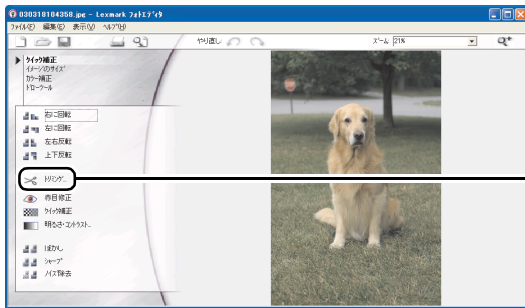 030318104358.jpg - Lexmark フォトエディタ
ファイル(F) 編集(E) 表示(V) ヘルプ(H)
やり直し ズーム 21%
クイック補正
イメージのサイズ
カラー補正
ドローツール
右に回転
左に回転
左右反転
上下反転
トリミング...
赤目修正
クイック補正
明るさ・コントラスト...
ぼかし
シャープ
ノイズ除去